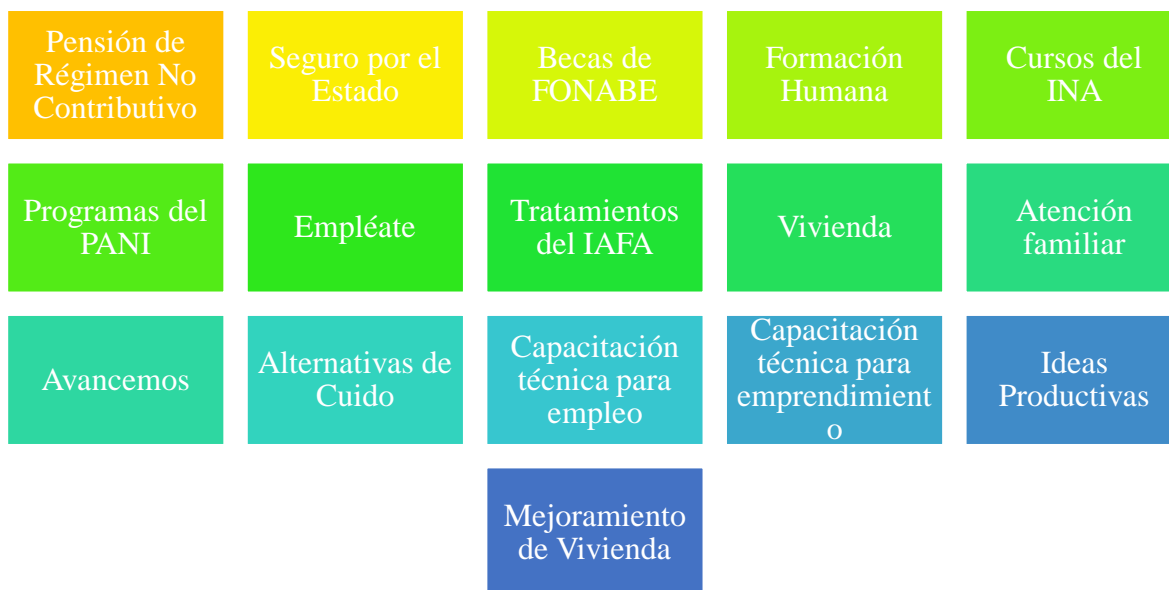 Pensión de
Régimen No
Contributivo
Seguro por el
Estado
Becas de
FONABE
Formación
Humana
Cursos del
INA
Programas del
PANI
Empléate
Tratamientos
del IAFA
Vivienda
Atención
familiar
Avancemos
Alternativas de
Cuido
Capacitación
técnica para
empleo
Capacitación
técnica para
emprendimient
o
Ideas
Productivas
Mejoramiento
de Vivienda